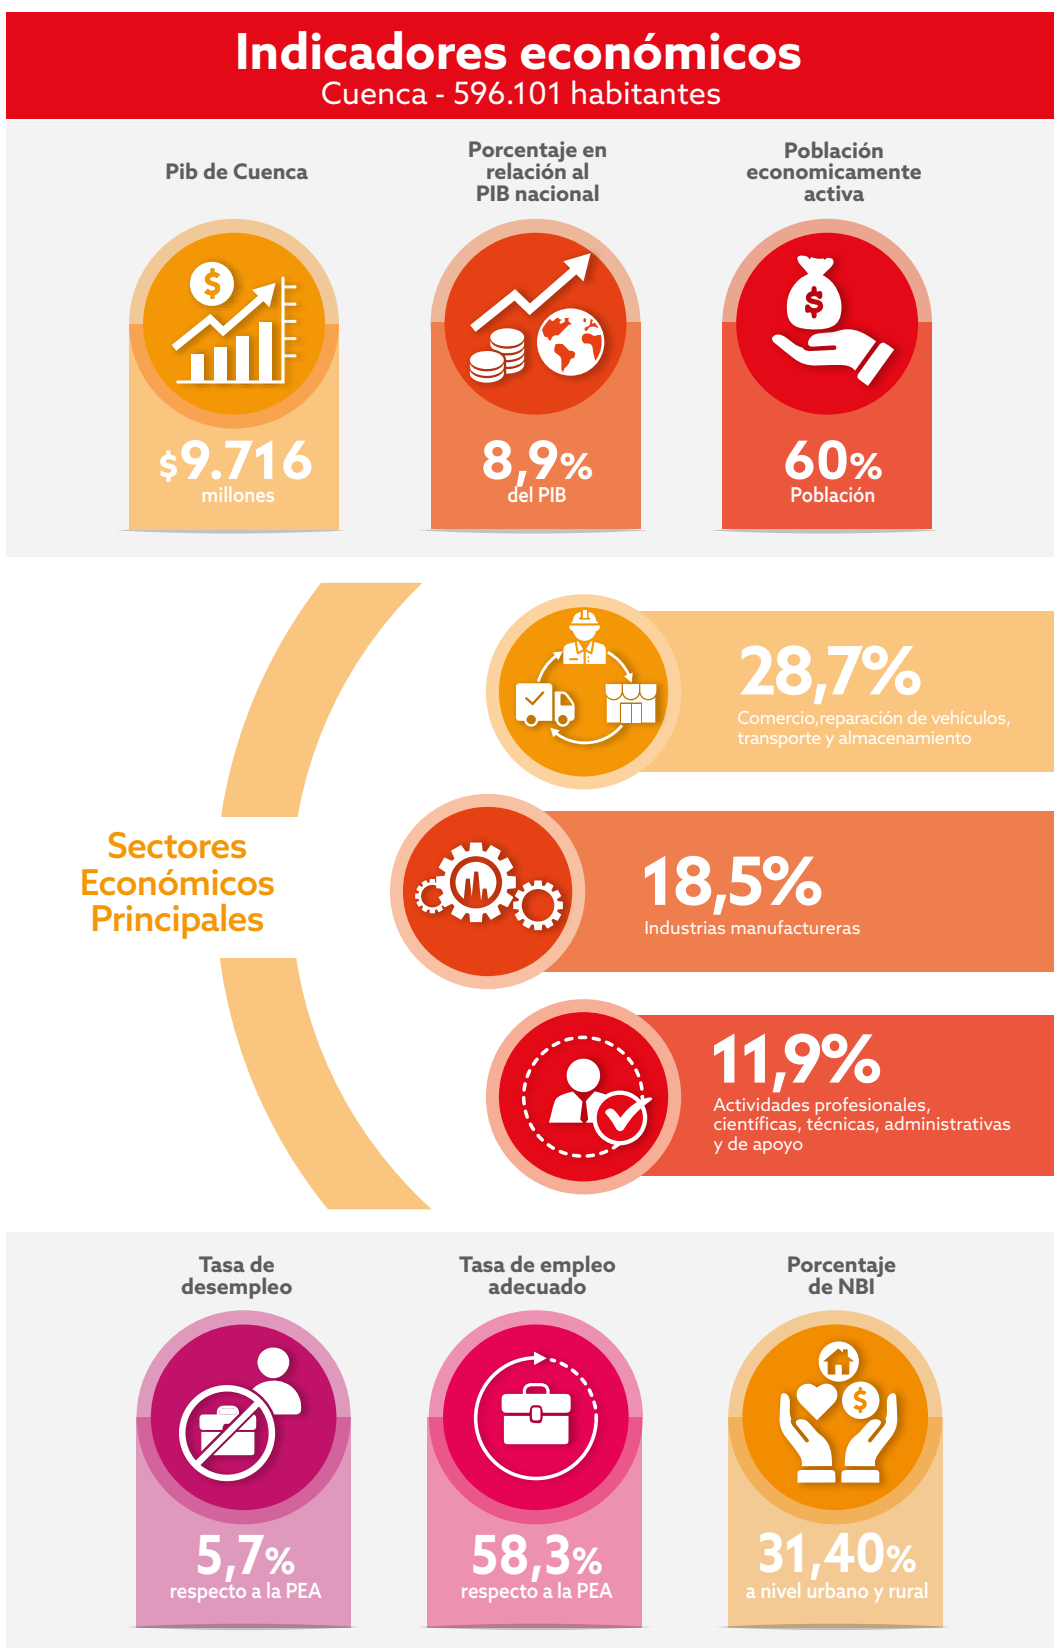 Indicadores económicos
Cuenca - 596.101 habitantes
Pib de Cuenca
$9.716
millones
Porcentaje en
relación al
PIB nacional
8,9%
del PIB
Población
economicamente
activa
60%
Población
Sectores
Económicos
Principales
28,7%
Comercio,reparación de vehículos,
transporte y almacenamiento
18,5%
Industrias manufactureras
11,9%
Actividades profesionales,
científicas, técnicas, administrativas
y de apoyo
Tasa de
desempleo
5,7%
respecto a la PEA
Tasa de empleo
adecuado
58,3%
respecto a la PEA
Porcentaje
de NBI
31,40%
a nivel urbano y rural